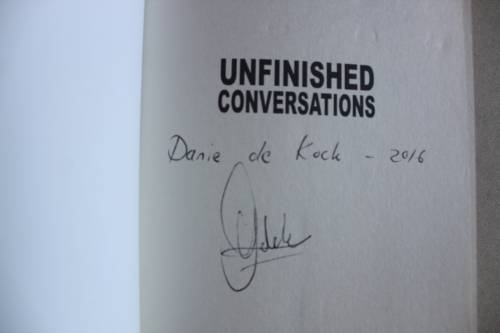 UNFINISHED
CONVERSATIONS
Danie de Kock - 2016